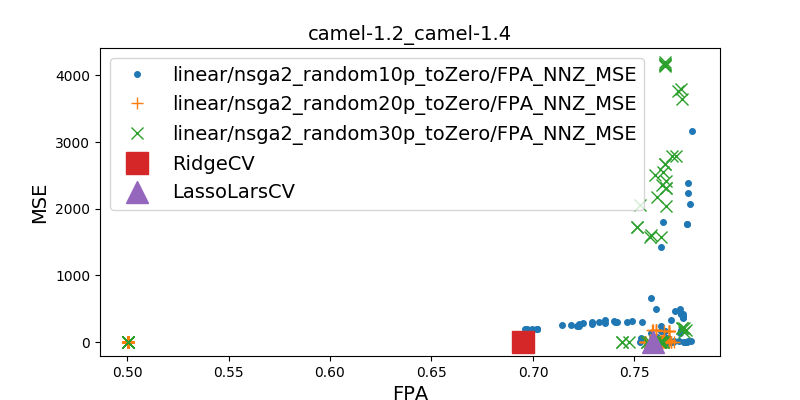 camel-1.2_camel-1.4
linear/nsga2_random10p_toZero/FPA_NNZ_MSE
linear/nsga2_random20p_toZero/FPA_NNZ_MSE
linear/nsga2_random30p_toZero/FPA_NNZ_MSE
RidgeCV
LassoLarsCV
MSE
4000
3000
2000
1000
0
0.50
0.55
0.60
0.65
0.70
0.75
FPA